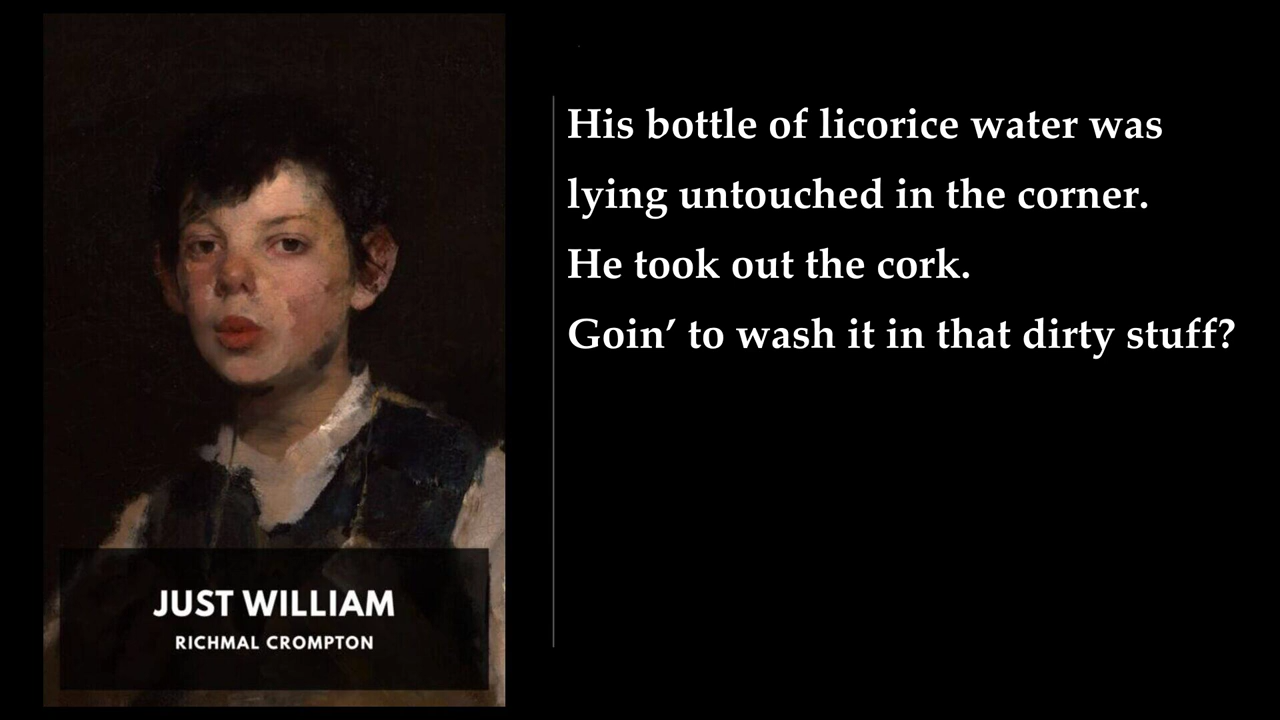 His bottle of licorice water was
lying untouched in the corner.
He took out the cork.
Goin’ to wash it in that dirty stuff?
JUST WILLIAM
RICHMAL CROMPTON